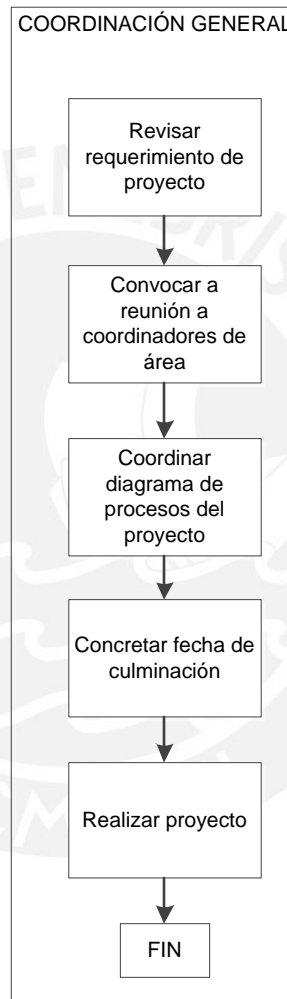 COORDINACIÓN GENERAL
Revisar
requerimiento de
proyecto
Convocar a
reunión a
coordinadores de
área
Coordinar
diagrama de
procesos del
proyecto
Concretar fecha de
culminación
Realizar proyecto
FIN